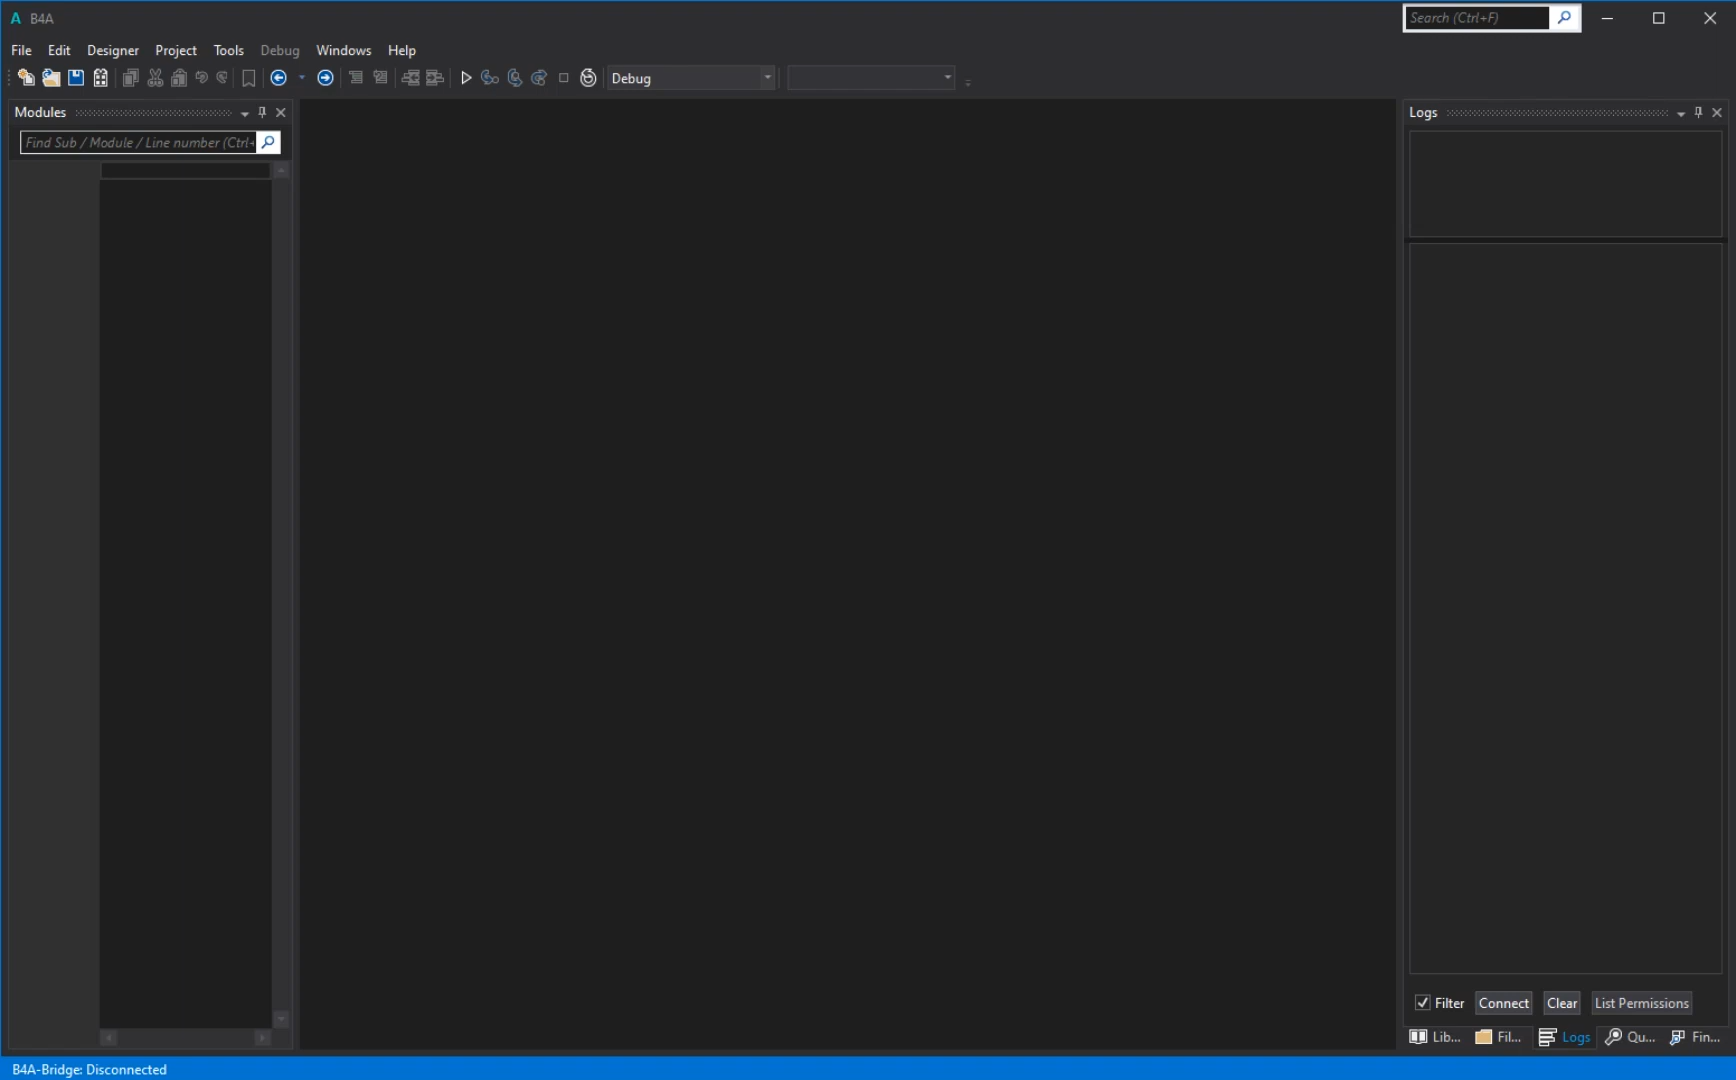 A B4A
Search (Ctrl+F)
File Edit Designer Project Tools Debug Windows Help
Debug
Modules
Logs
Find Sub / Module / Line number (Ctrl+
Filter Connect Clear List Permissions
Lib... Fil... Logs Qu... Fin...
B4A-Bridge: Disconnected